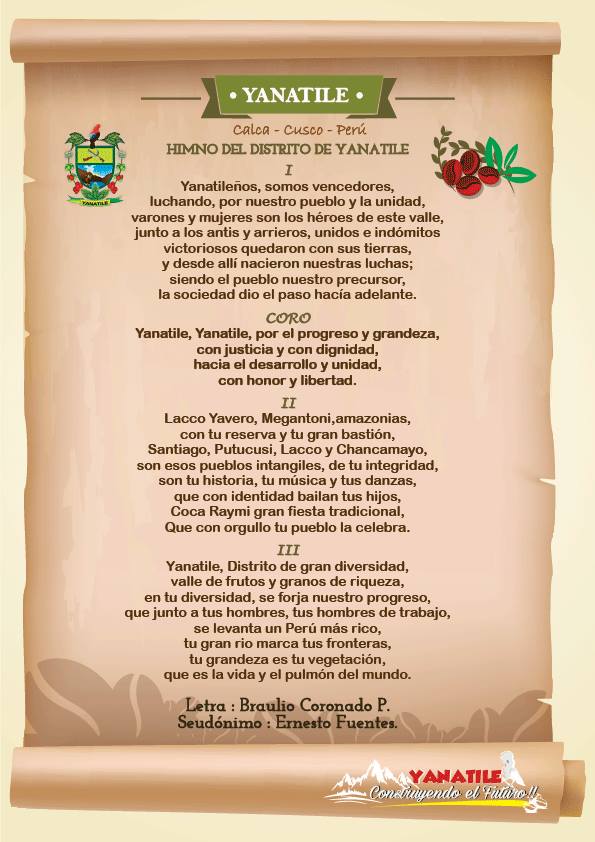 • YANATILE •
Calca - Cusco - Perú
HIMNO DEL DISTRITO DE YANATILE
YANATILE
I
Yanatileños, somos vencedores,
luchando, por nuestro pueblo y la unidad,
varones y mujeres son los héroes de este valle,
junto a los antis y arrieros, unidos e indómitos
victoriosos quedaron con sus tierras,
y desde allí nacieron nuestras luchas;
siendo el pueblo nuestro precursor,
la sociedad dio el paso hacía adelante.
CORO
Yanatile, Yanatile, por el progreso y grandeza,
con justicia y con dignidad,
hacia el desarrollo y unidad,
con honor y libertad.
II
Lacco Yavero, Megantoni,amazonias,
con tu reserva y tu gran bastión,
Santiago, Putucusi, Lacco y Chancamayo,
son esos pueblos intangiles, de tu integridad,
son tu historia, tu música y tus danzas,
que con identidad bailan tus hijos,
Coca Raymi gran fiesta tradicional,
Que con orgullo tu pueblo la celebra.
III
Yanatile, Distrito de gran diversidad,
valle de frutos y granos de riqueza,
en tu diversidad, se forja nuestro progreso,
que junto a tus hombres, tus hombres de trabajo,
se levanta un Perú más rico,
tu gran rio marca tus fronteras,
tu grandeza es tu vegetación,
que es la vida y el pulmón del mundo.
Letra : Braulio Coronado P.
Seudónimo : Ernesto Fuentes.
YANATILE
Construyendo el Futuro!!